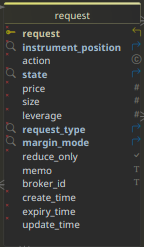 request
request
instrument_position
action
C
state
price
#
size
#
leverage
#
request_type
margin_mode
reduce_only
memo
T
broker_id
T
create_time
expiry_time
update_time